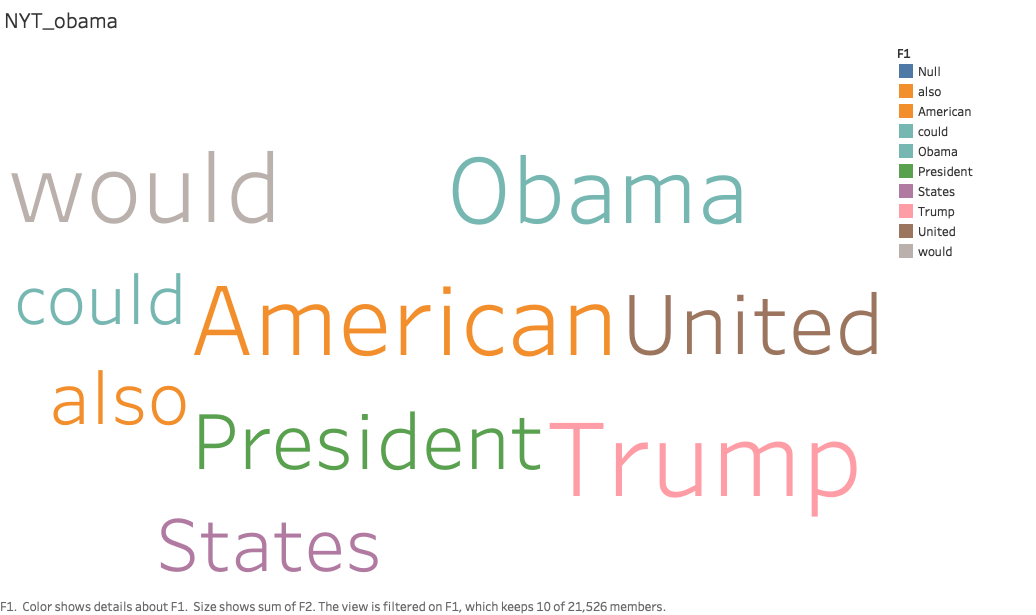 NYT_obama
F1
Null
also
American
could
Obama
President
States
Trump
United
would
would Obama
could American United
also
President Trump
States
F1.  Color shows details about F1.  Size shows sum of F2. The view is filtered on F1, which keeps 10 of 21,526 members.